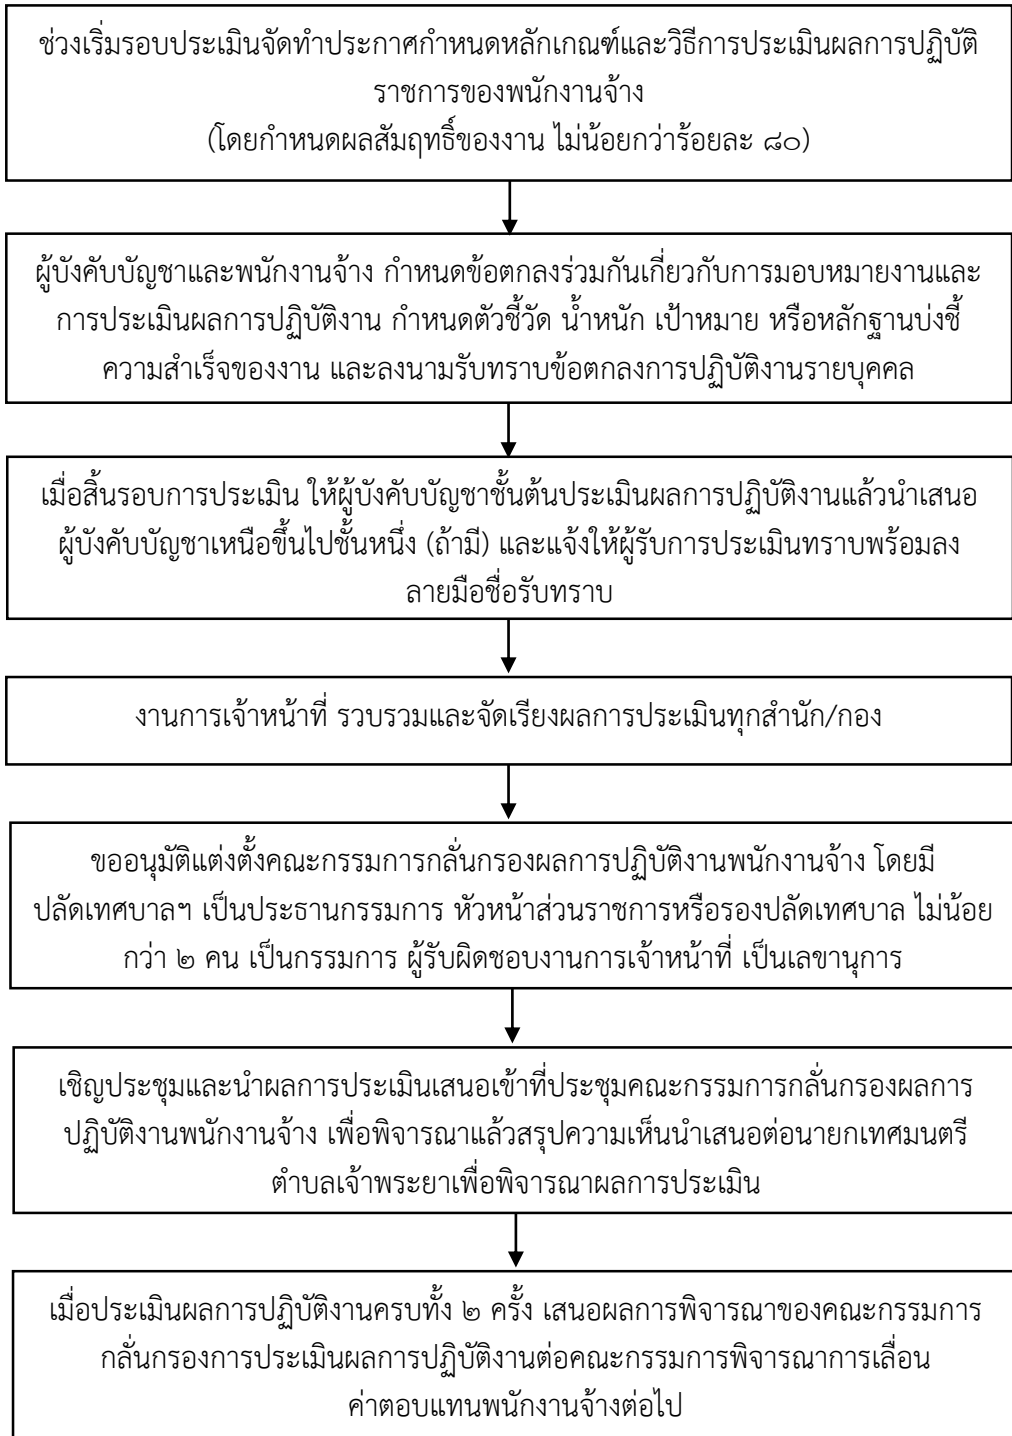 ช่วงเริ่มรอบประเมินจัดทำประกาศกำหนดหลักเกณฑ์และวิธีการประเมินผลการปฏิบัติ
ราชการของพนักงานจ้าง
(โดยกำหนดผลสัมฤทธิ์ของงาน ไม่น้อยกว่าร้อยละ ๘๐)
ผู้บังคับบัญชาและพนักงานจ้าง กำหนดข้อตกลงร่วมกันเกี่ยวกับการมอบหมายงานและ
การประเมินผลการปฏิบัติงาน กำหนดตัวชี้วัด น้ำหนัก เป้าหมาย หรือหลักฐานบ่งชี้
ความสำเร็จของงาน และลงนามรับทราบข้อตกลงการปฏิบัติงานรายบุคคล
เมื่อสิ้นรอบการประเมิน ให้ผู้บังคับบัญชาชั้นต้นประเมินผลการปฏิบัติงานแล้วนำเสนอ
ผู้บังคับบัญชาเหนือขึ้นไปชั้นหนึ่ง (ถ้ามี) และแจ้งให้ผู้รับการประเมินทราบพร้อมลง
ลายมือชื่อรับทราบ
งานการเจ้าหน้าที่ รวบรวมและจัดเรียงผลการประเมินทุกสำนัก/กอง
ขออนุมัติแต่งตั้งคณะกรรมการกลั่นกรองผลการปฏิบัติงานพนักงานจ้าง โดยมี
ปลัดเทศบาลฯ เป็นประธานกรรมการ หัวหน้าส่วนราชการหรือรองปลัดเทศบาล ไม่น้อย
กว่า ๒ คน เป็นกรรมการ ผู้รับผิดชอบงานการเจ้าหน้าที่ เป็นเลขานุการ
เชิญประชุมและนำผลการประเมินเสนอเข้าที่ประชุมคณะกรรมการกลั่นกรองผลการ
ปฏิบัติงานพนักงานจ้าง เพื่อพิจารณาแล้วสรุปความเห็นนำเสนอต่อนายกเทศมนตรี
ตำบลเจ้าพระยาเพื่อพิจารณาผลการประเมิน
เมื่อประเมินผลการปฏิบัติงานครบทั้ง ๒ ครั้ง เสนอผลการพิจารณาของคณะกรรมการ
กลั่นกรองการประเมินผลการปฏิบัติงานต่อคณะกรรมการพิจารณาการเลื่อน
ค่าตอบแทนพนักงานจ้างต่อไป